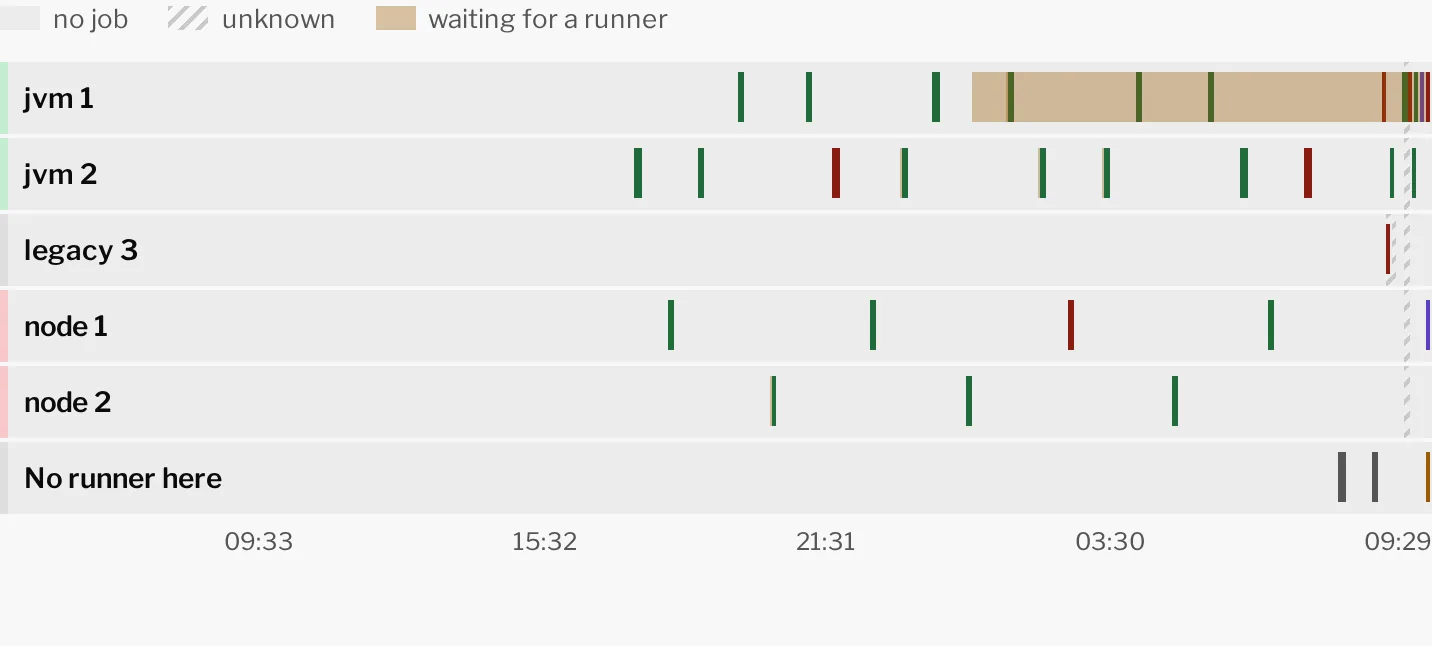 no job unknown waiting for a runner
jvm 1
jvm 2
legacy 3
node 1
node 2
No runner here
09:33 15:32 21:31 03:30 09:29